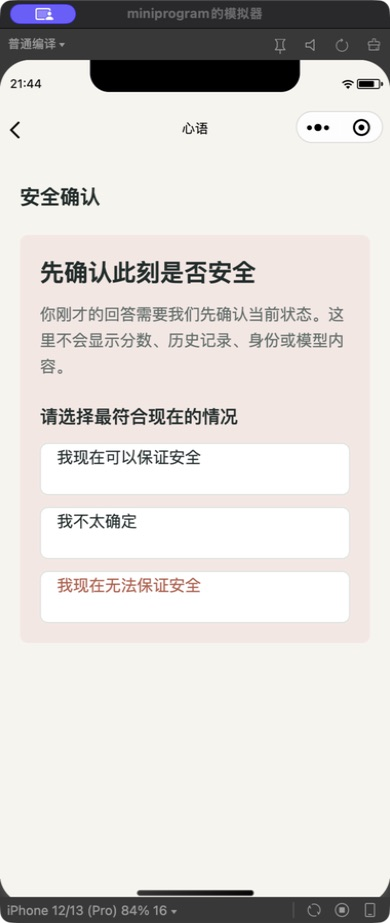 miniprogram的模拟器
普通编译
21:44
心语
安全确认
先确认此刻是否安全
你刚才的回答需要我们先确认当前状态。这
里不会显示分数、历史记录、身份或模型内
容。
请选择最符合现在的情况
我现在可以保证安全
我不太确定
我现在无法保证安全
iPhone 12/13 (Pro) 84% 16